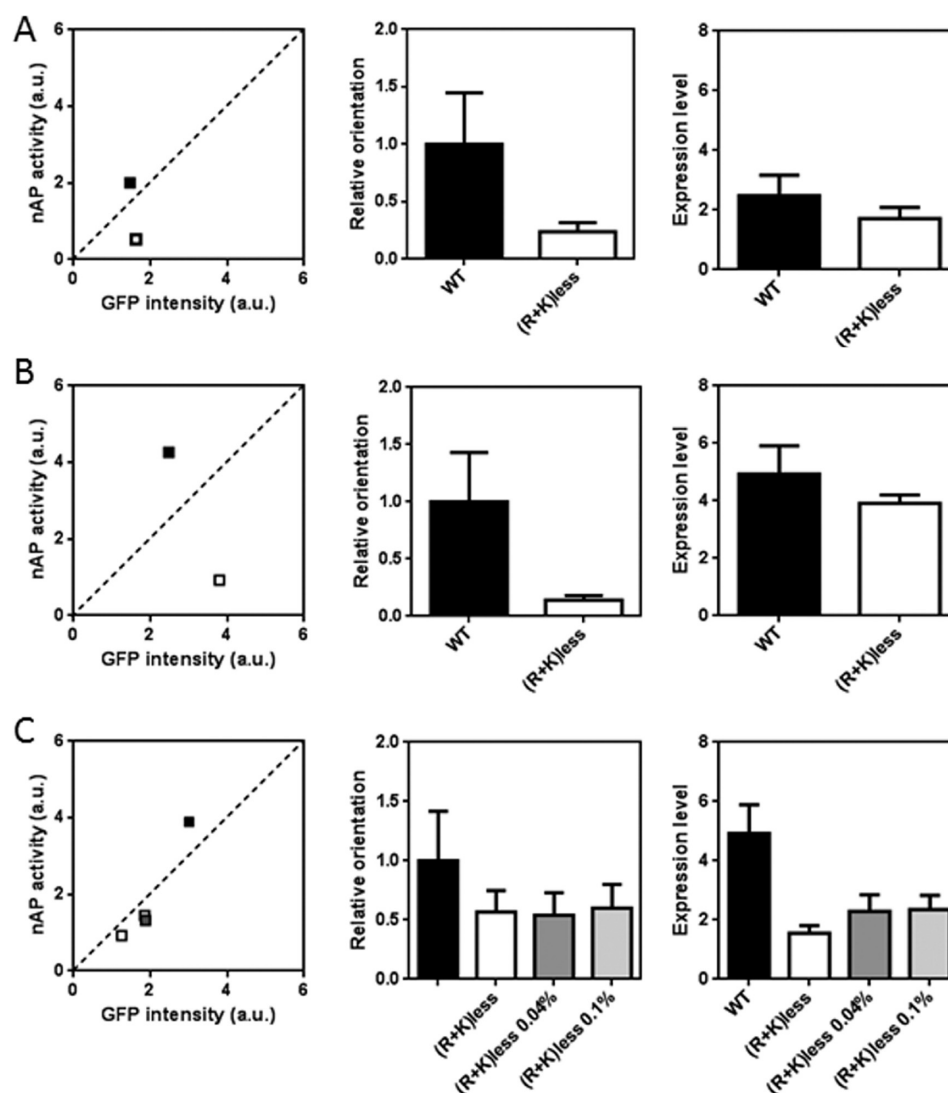 A
nAP activity (a.u.)
6
4
2
0
0 2 4 6
GFP intensity (a.u.)
Relative orientation
2.0
1.5
1.0
0.5
0.0
WT
(R+K)less
Expression level
8
6
4
2
0
WT
(R+K)less
B
nAP activity (a.u.)
6
4
2
0
0 2 4 6
GFP intensity (a.u.)
Relative orientation
2.0
1.5
1.0
0.5
0.0
WT
(R+K)less
Expression level
8
6
4
2
0
WT
(R+K)less
C
nAP activity (a.u.)
6
4
2
0
0 2 4 6
GFP intensity (a.u.)
Relative orientation
2.0
1.5
1.0
0.5
0.0
(R+K)less
(R+K)less 0.04%
(R+K)less 0.1%
Expression level
8
6
4
2
0
WT
(R+K)less
(R+K)less 0.04%
(R+K)less 0.1%